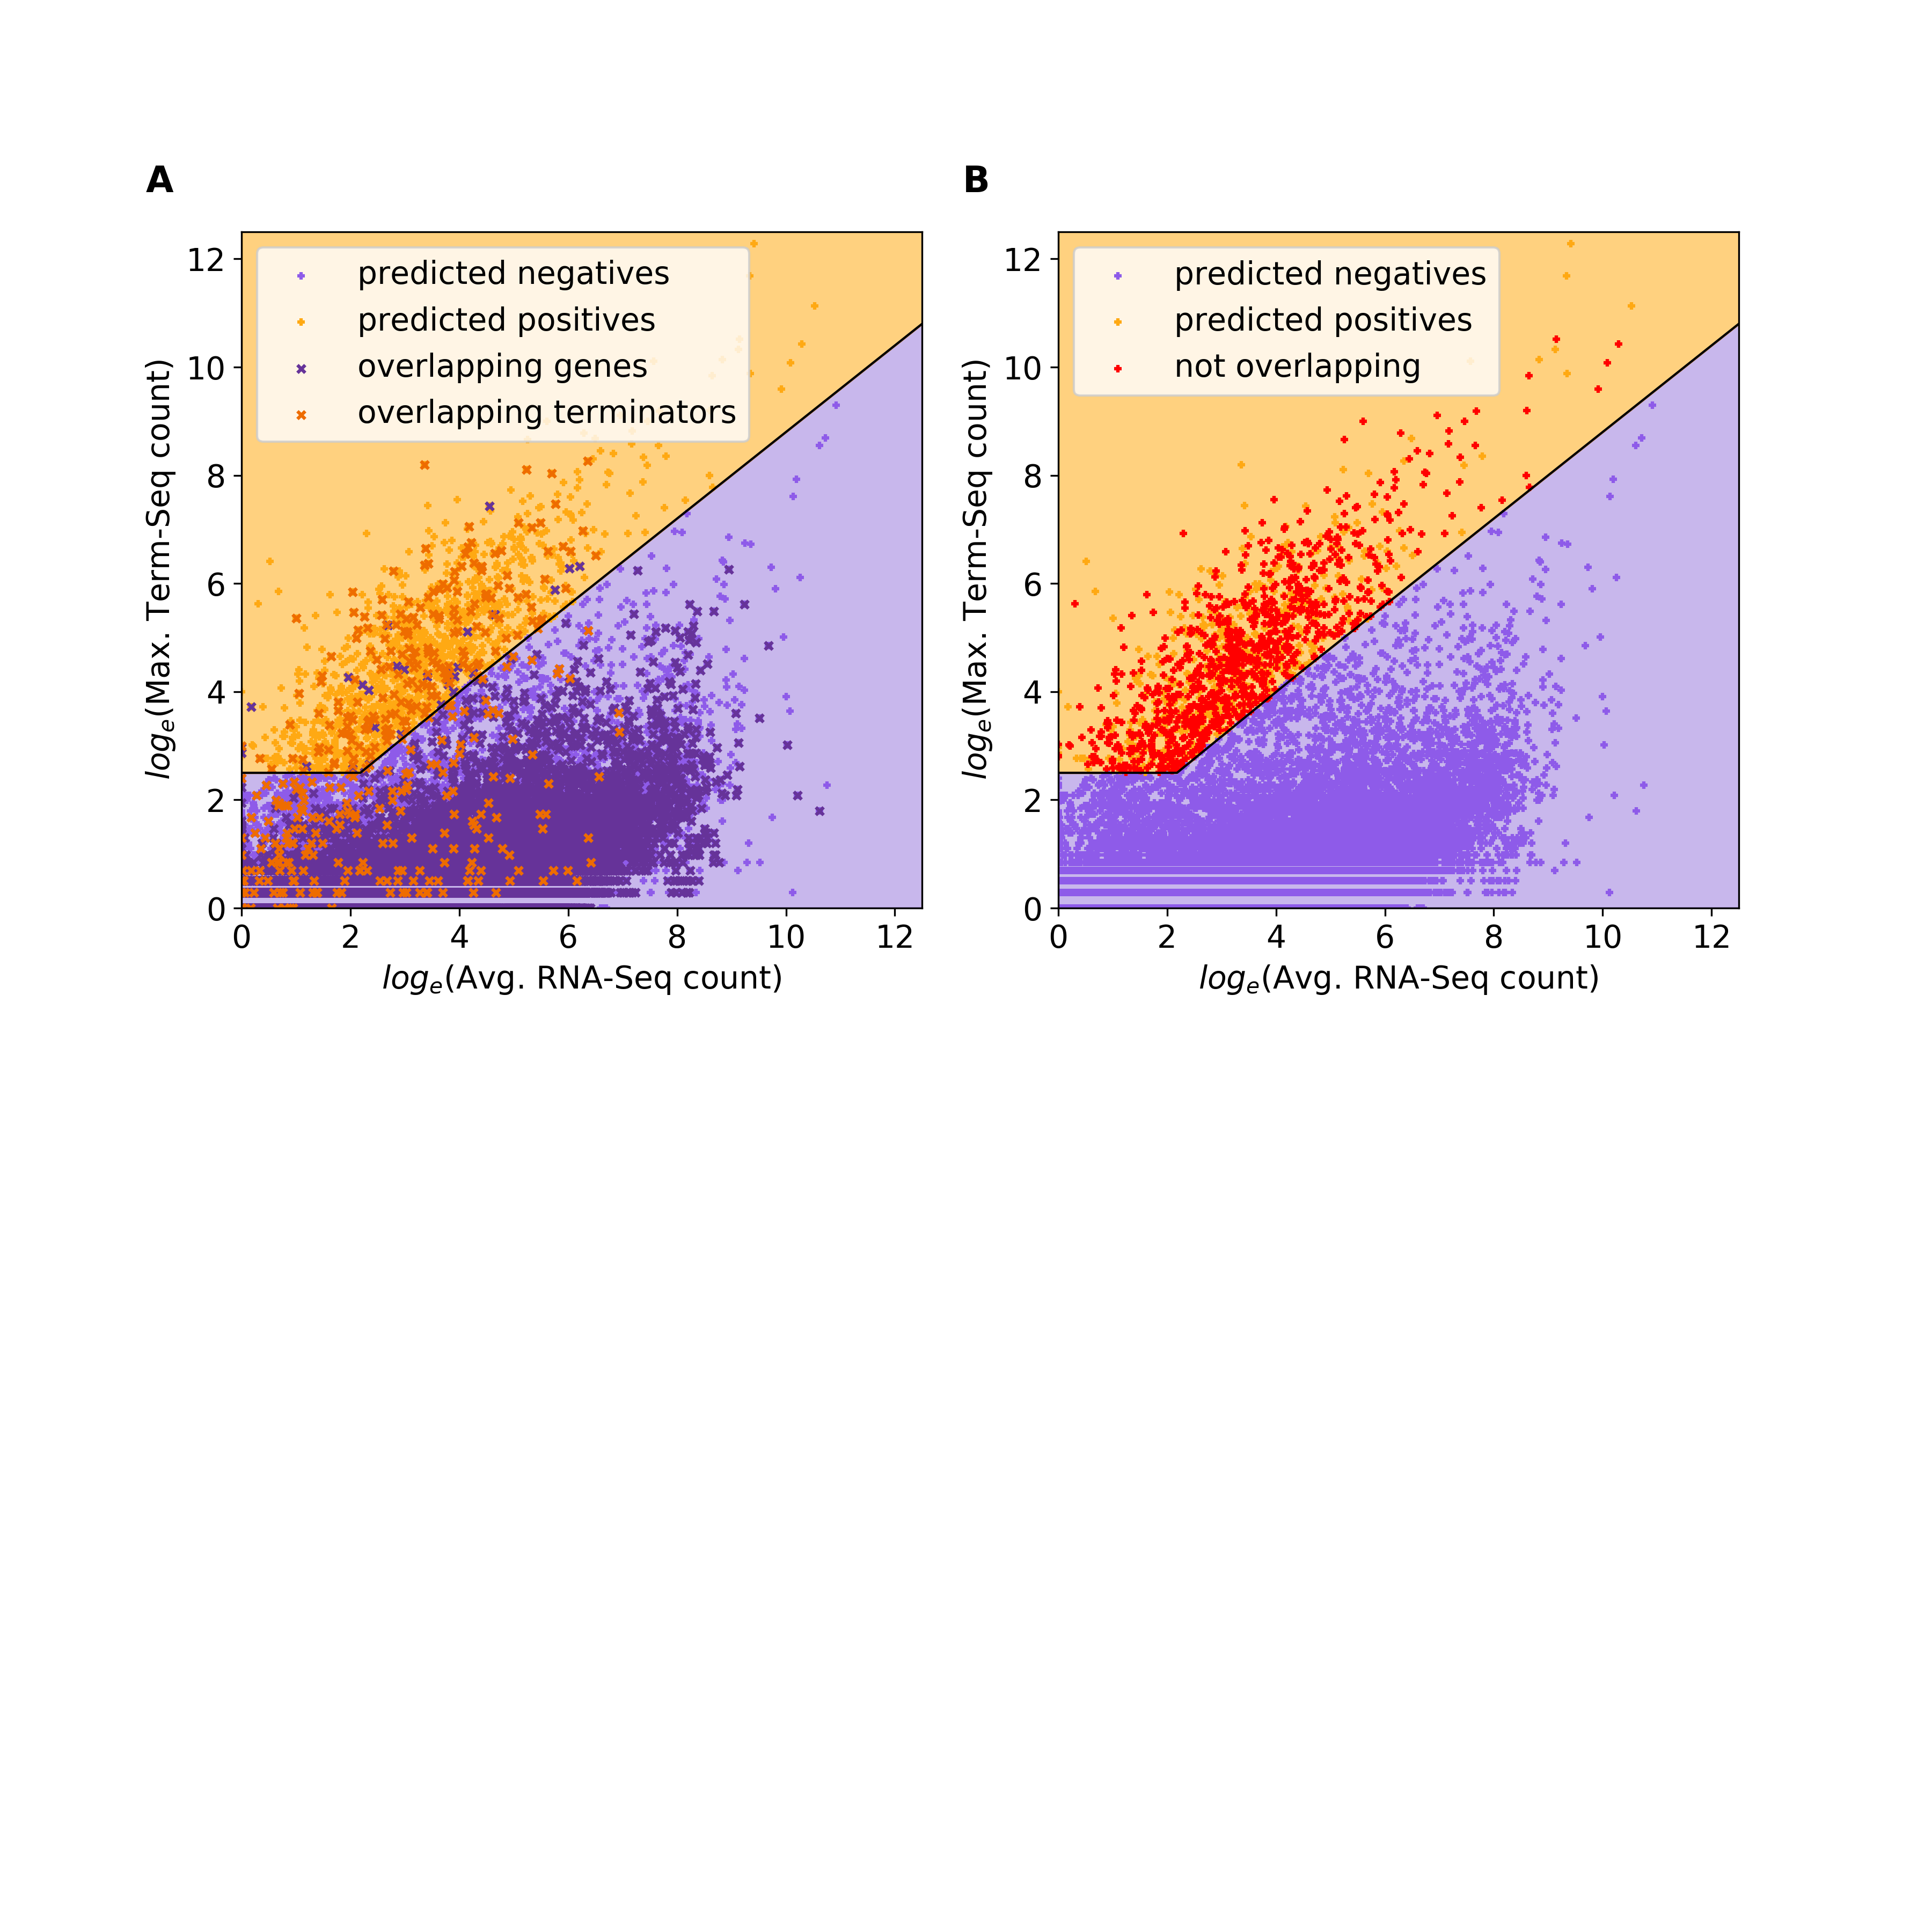 A
B
12
10
8
6
4
2
0
0 2 4 6 8 10 12
log_e(Max. Term-Seq count)
log_e(Avg. RNA-Seq count)
predicted negatives
predicted positives
overlapping genes
overlapping terminators
12
10
8
6
4
2
0
0 2 4 6 8 10 12
log_e(Max. Term-Seq count)
log_e(Avg. RNA-Seq count)
predicted negatives
predicted positives
not overlapping